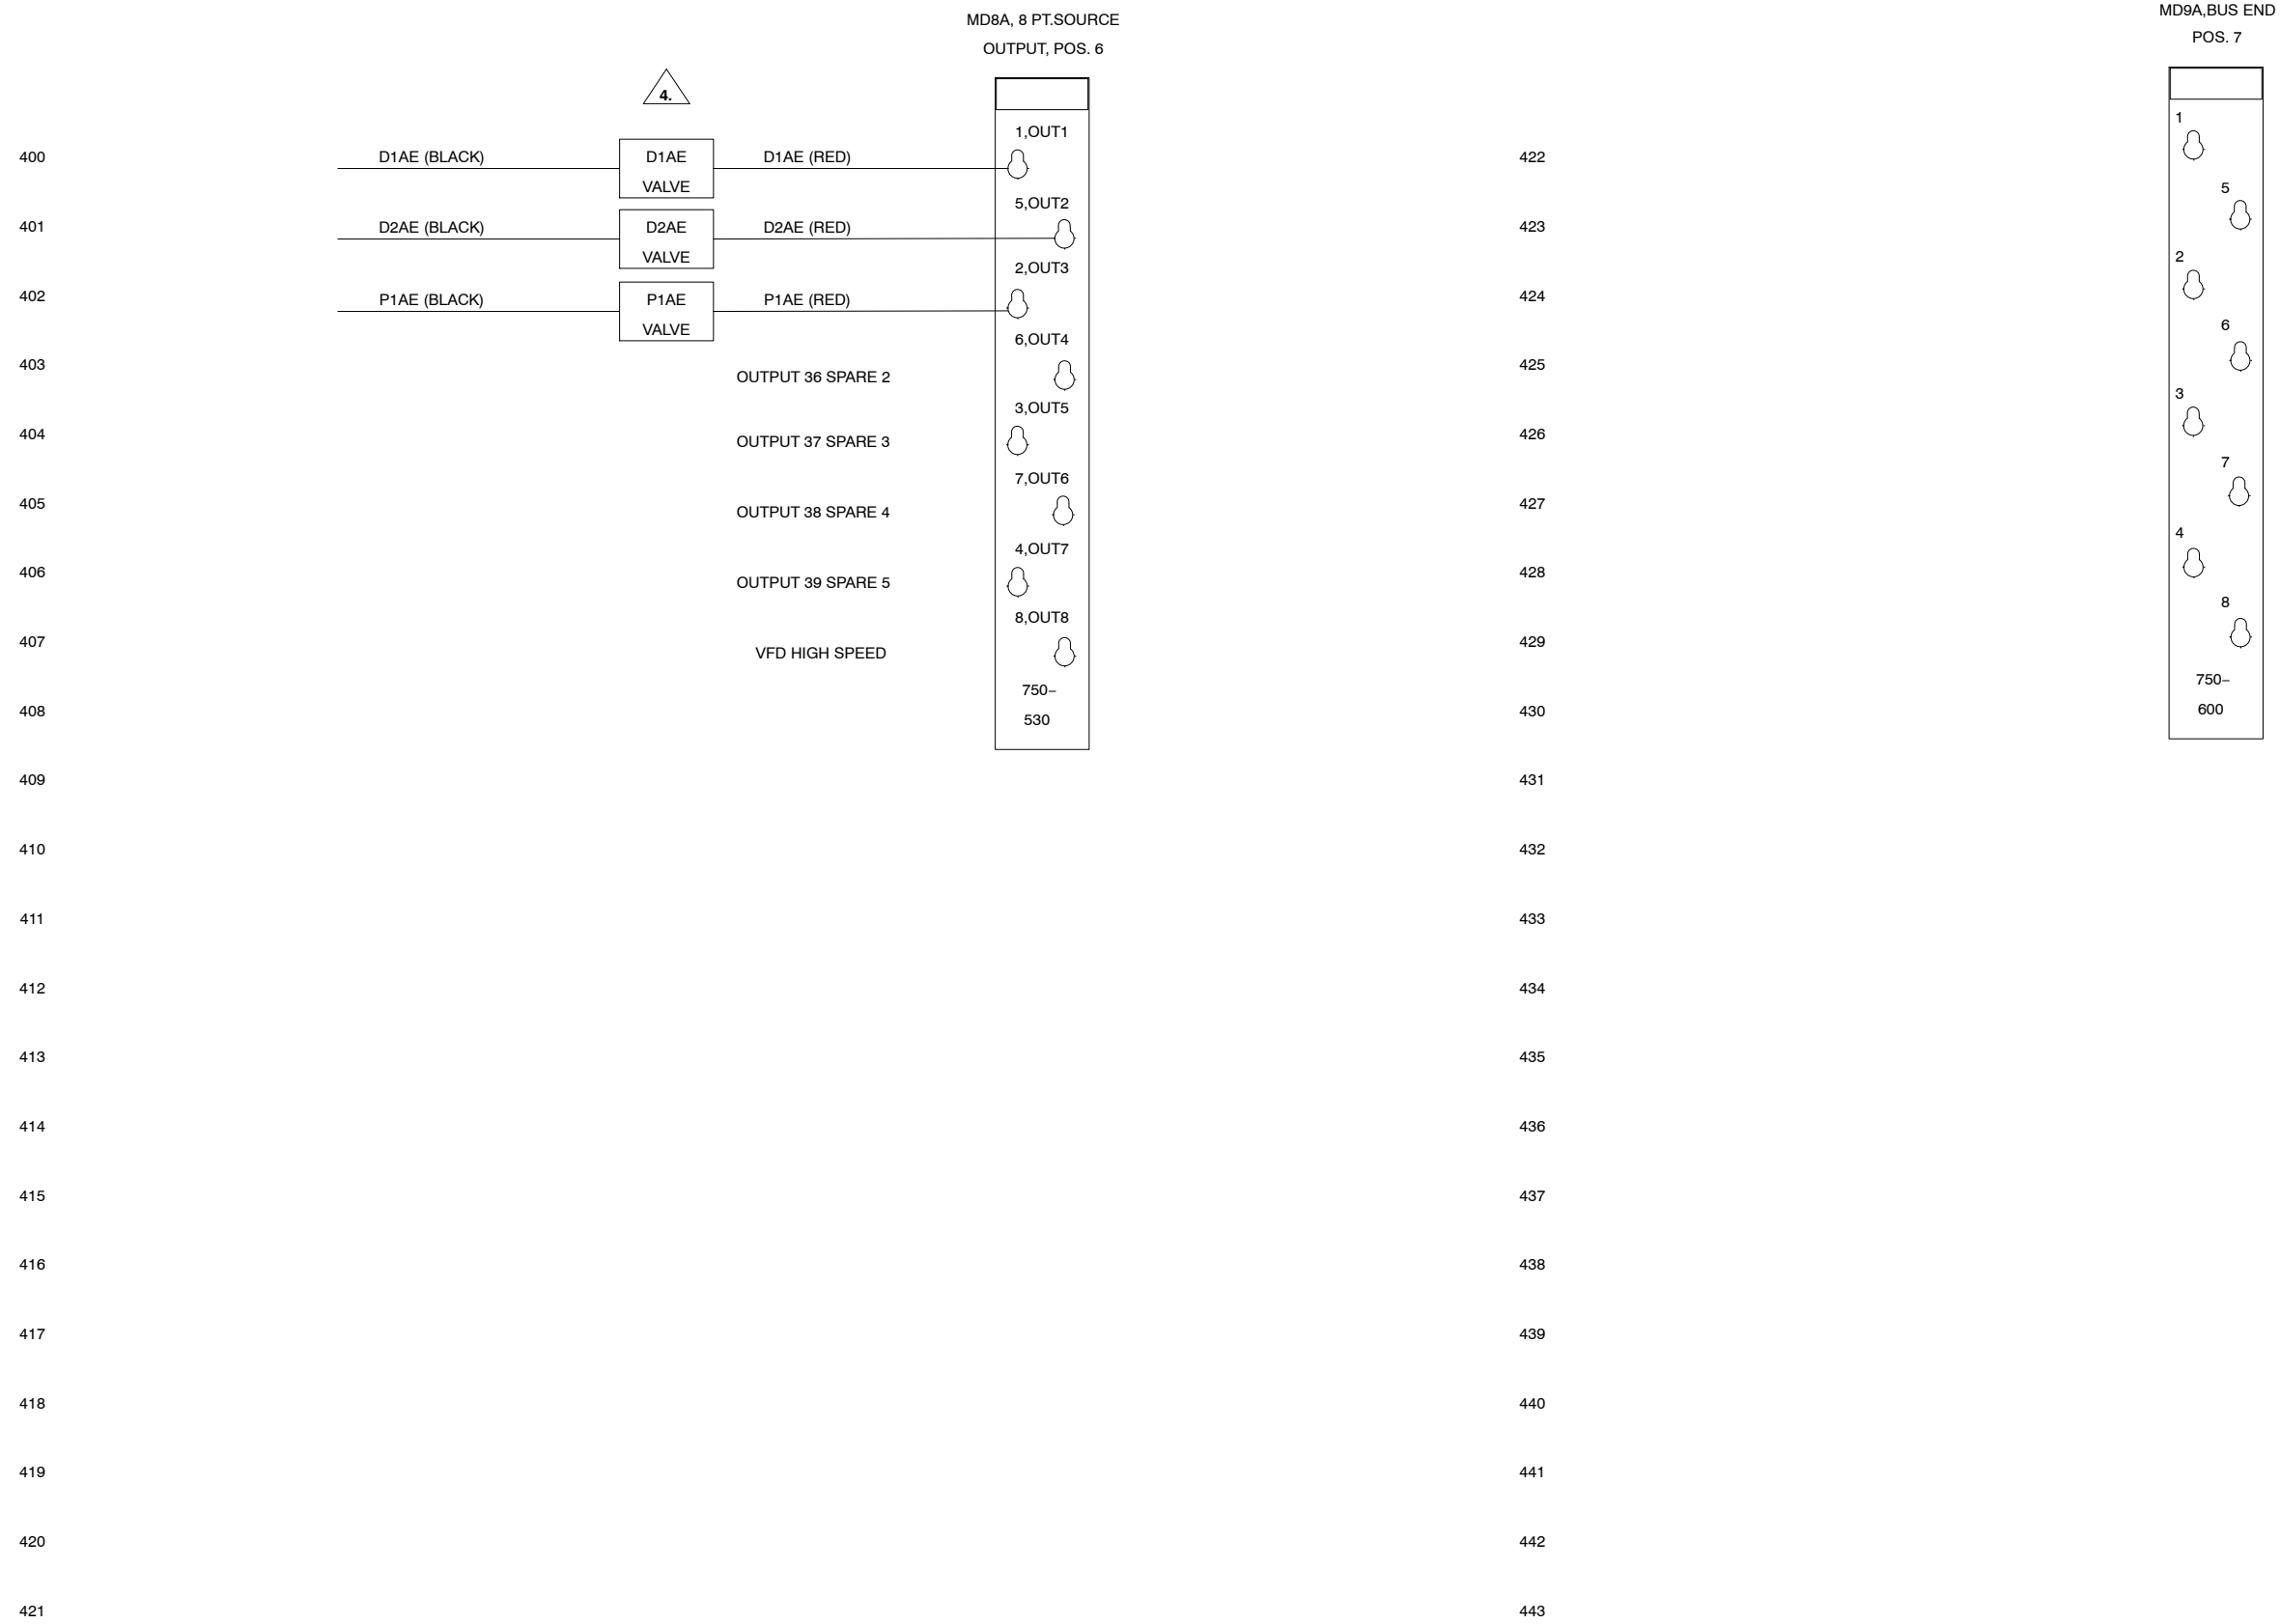 MD8A, 8 PT.SOURCE
OUTPUT, POS. 6
4.
1,OUT1
400
D1AE (BLACK)
D1AE
VALVE
D1AE (RED)
5,OUT2
401
D2AE (BLACK)
D2AE
VALVE
D2AE (RED)
2,OUT3
402
P1AE (BLACK)
P1AE
VALVE
P1AE (RED)
6,OUT4
403
OUTPUT 36 SPARE 2
3,OUT5
404
OUTPUT 37 SPARE 3
7,OUT6
405
OUTPUT 38 SPARE 4
4,OUT7
406
OUTPUT 39 SPARE 5
8,OUT8
407
VFD HIGH SPEED
750–
408
530
409
410
411
412
413
414
415
416
417
418
419
420
421
MD9A,BUS END
POS. 7
1
422
5
423
2
424
6
425
3
426
7
427
4
428
8
429
750–
430
600
431
432
433
434
435
436
437
438
439
440
441
442
443